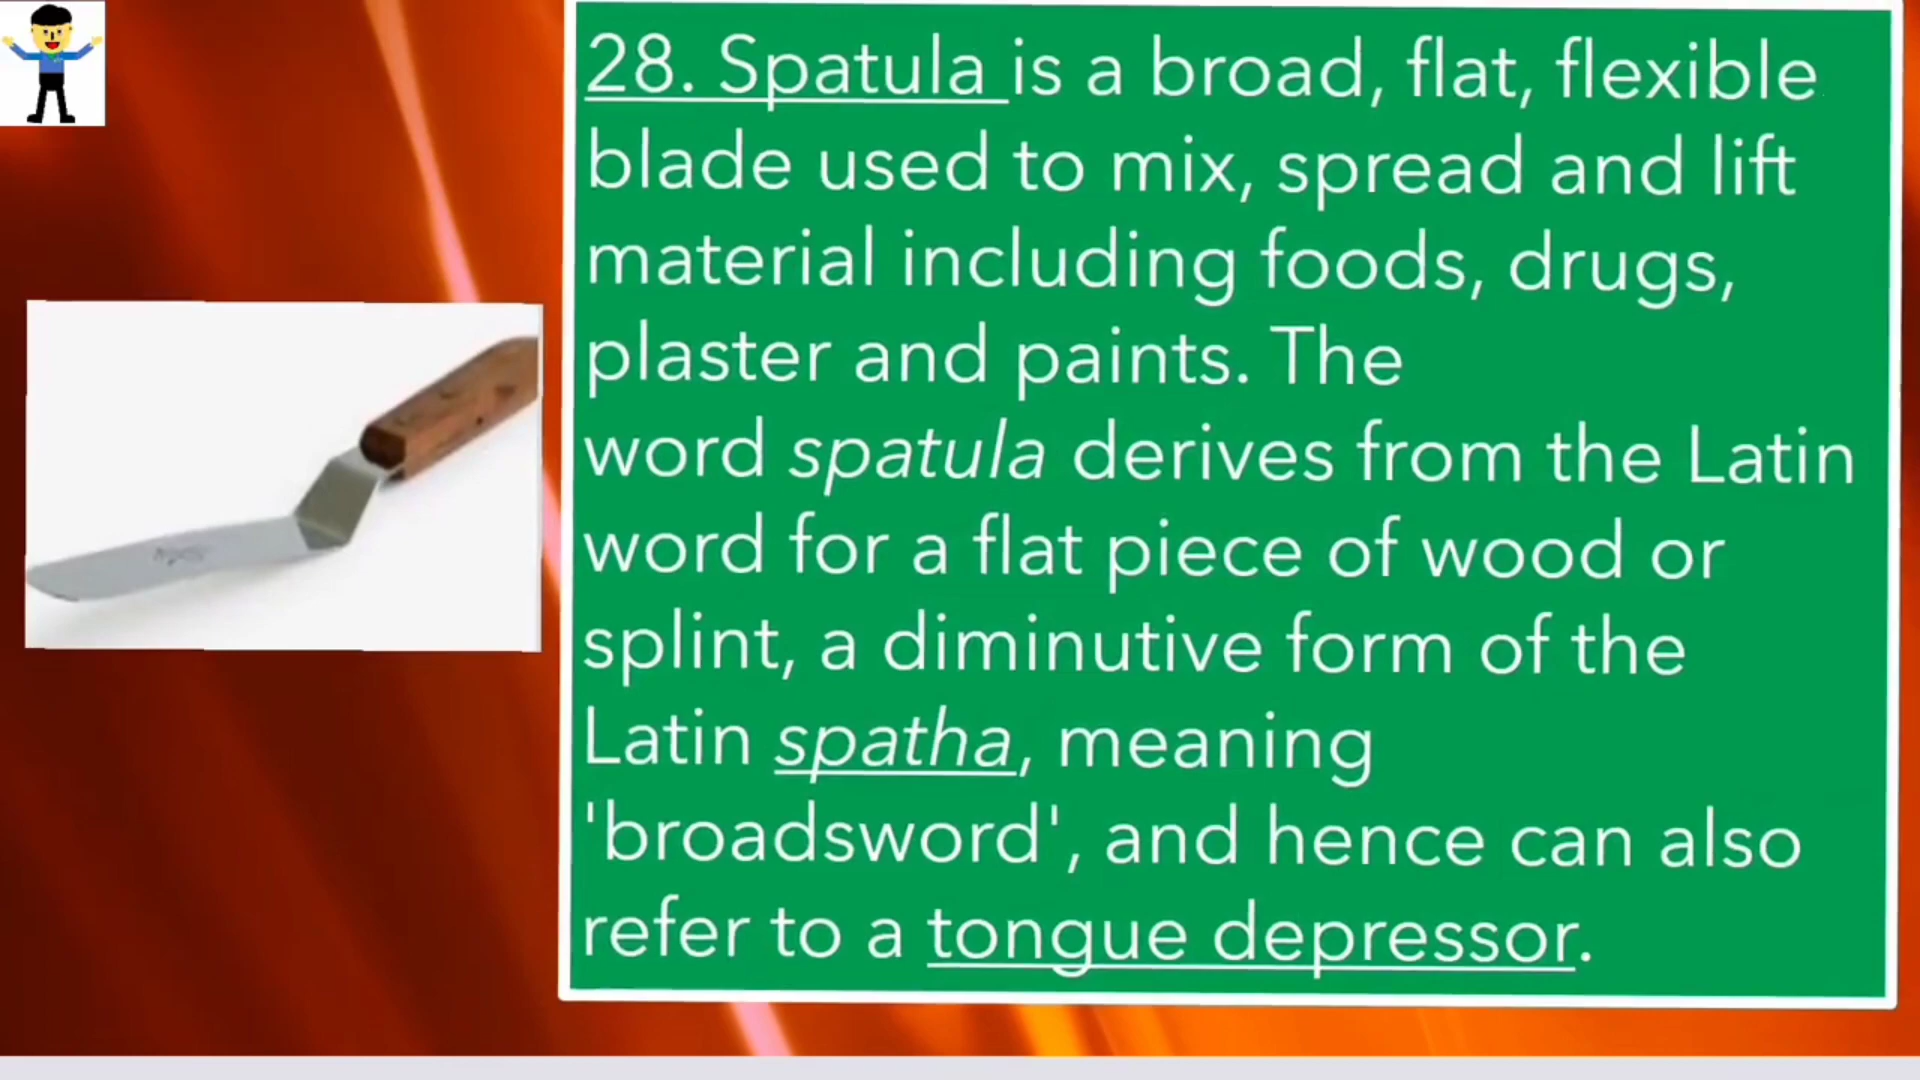 28. Spatula is a broad, flat, flexible
blade used to mix, spread and lift
material including foods, drugs,
plaster and paints. The
word spatula derives from the Latin
word for a flat piece of wood or
splint, a diminutive form of the
Latin spatha, meaning
'broadsword', and hence can also
refer to a tongue depressor.